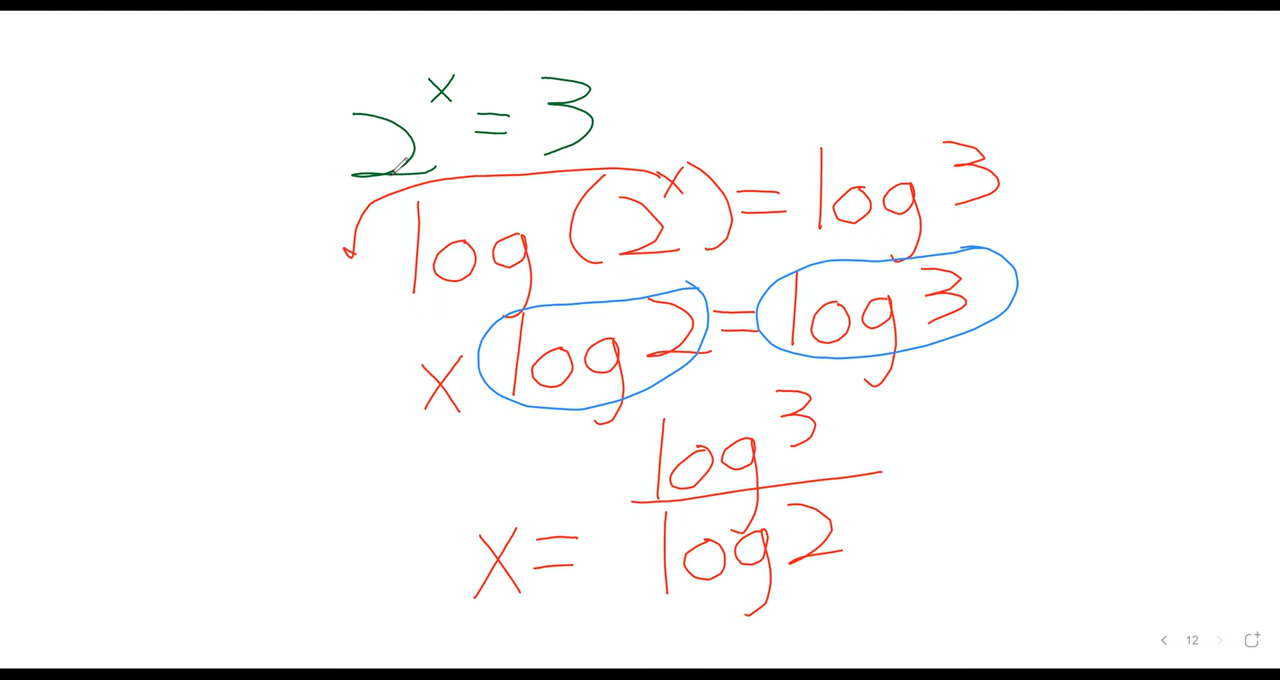 2^x = 3
log (2^x) = log 3
x log 2 = log 3
x = log 3 / log 2
12